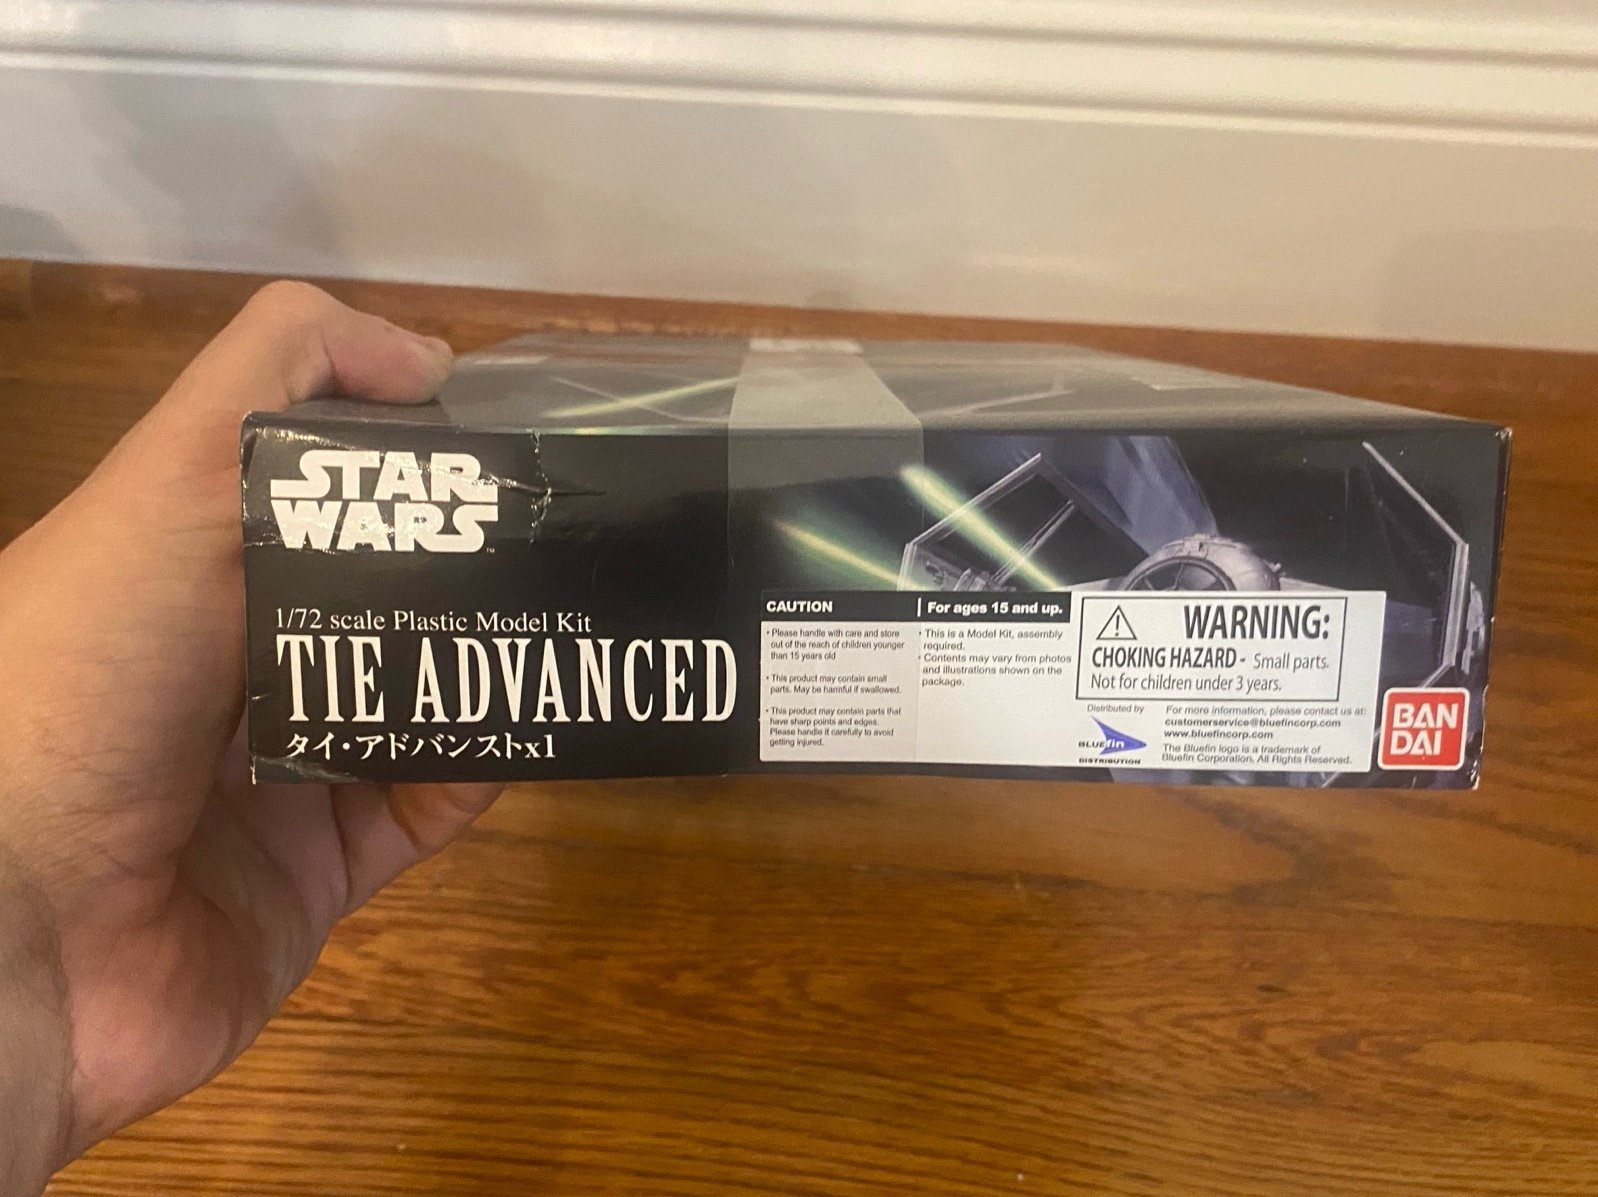 STAR
WARS
™
1/72 scale Plastic Model Kit
TIE ADVANCED
タイ・アドバンストx1
CAUTION
• Please handle with care and store
out of the reach of children younger
than 15 years old
• This product may contain small
parts. May be harmful if swallowed.
• This product may contain parts that
have sharp points and edges.
Please handle it carefully to avoid
getting injured.
For ages 15 and up.
• This is a Model Kit, assembly
required.
• Contents may vary from photos
and illustrations shown on the
package.
WARNING:
CHOKING HAZARD - Small parts.
Not for children under 3 years.
Distributed by
BLUEfin
DISTRIBUTION
For more information, please contact us at:
customerservice@bluefincorp.com
www.bluefincorp.com
The Bluefin logo is a trademark of
Bluefin Corporation. All Rights Reserved.
BAN
DAI